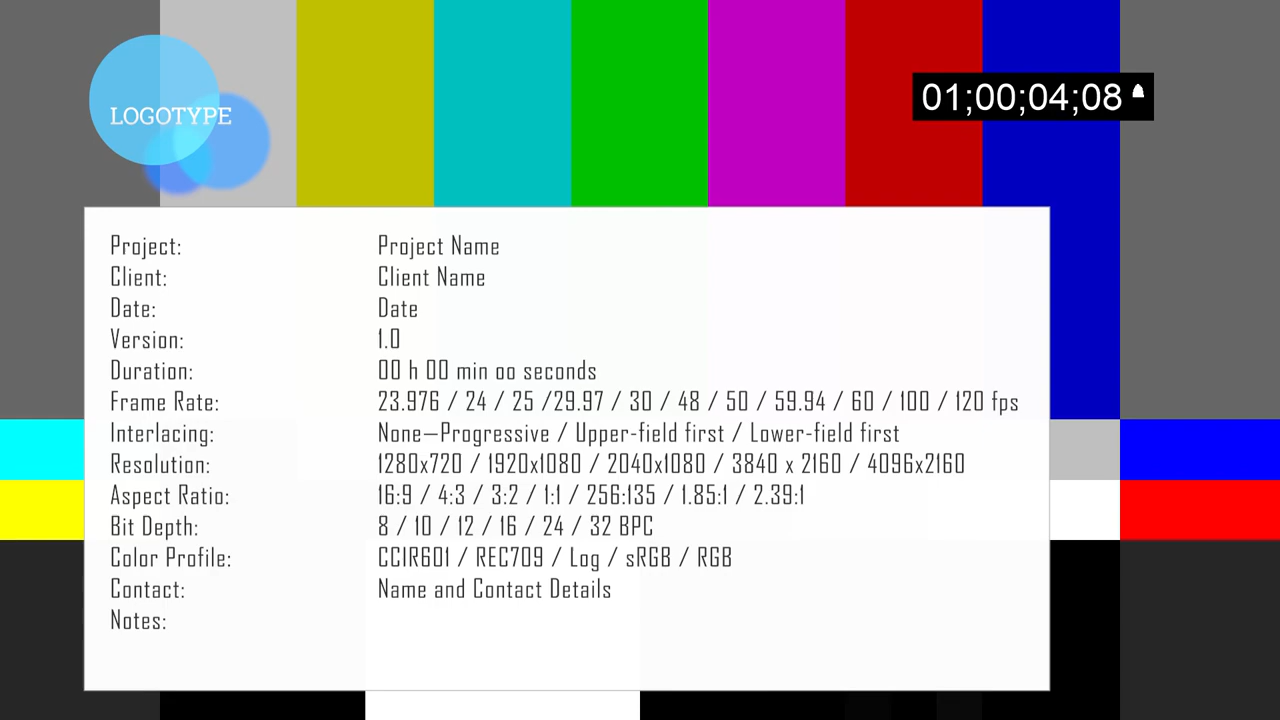 LOGOTYPE
01;00;04;08
Project: Project Name
Client: Client Name
Date: Date
Version: 1.0
Duration: 00 h 00 min oo seconds
Frame Rate: 23.976 / 24 / 25 /29.97 / 30 / 48 / 50 / 59.94 / 60 / 100 / 120 fps
Interlacing: None—Progressive / Upper-field first / Lower-field first
Resolution: 1280x720 / 1920x1080 / 2040x1080 / 3840 x 2160 / 4096x2160
Aspect Ratio: 16:9 / 4:3 / 3:2 / 1:1 / 256:135 / 1.85:1 / 2.39:1
Bit Depth: 8 / 10 / 12 / 16 / 24 / 32 BPC
Color Profile: CCIR601 / REC709 / Log / sRGB / RGB
Contact: Name and Contact Details
Notes: